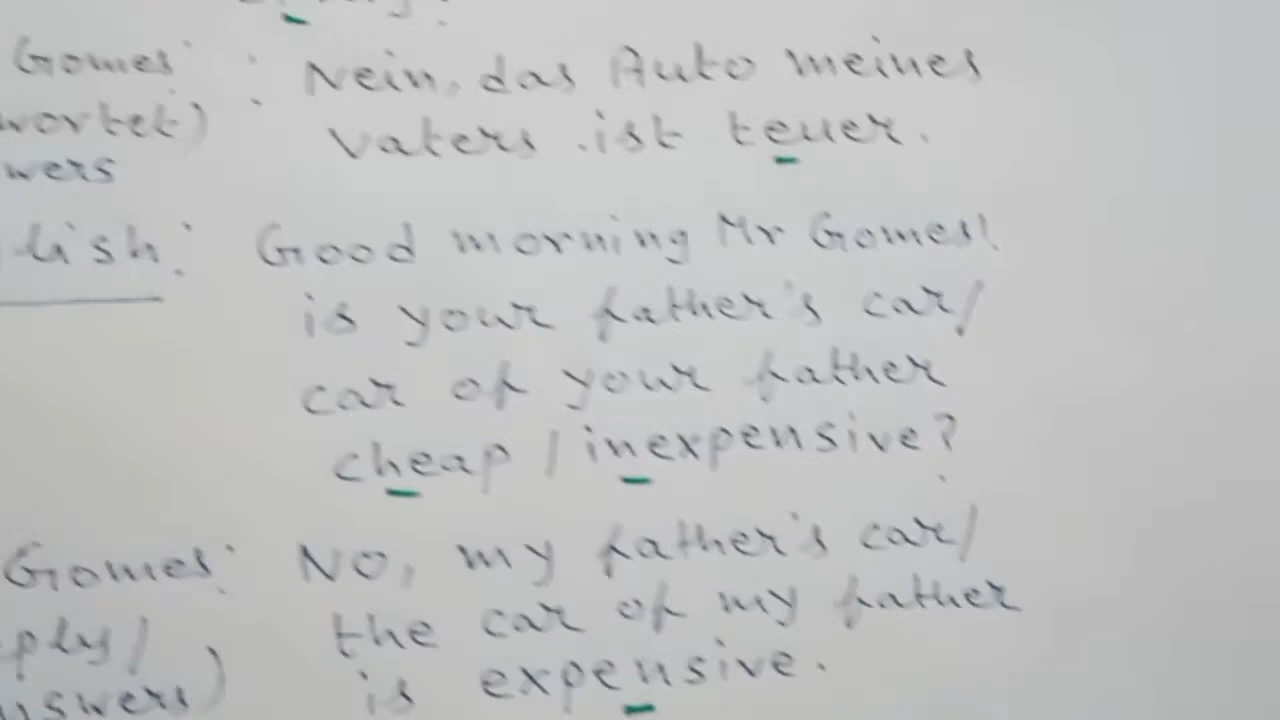 Gomes : Nein, das Auto meines
wortet) Vaters ist teuer.
wers
lish: Good morning Mr Gomes!
is your father's car/
car of your father
cheap / inexpensive?
Gomes: NO, my father's car/
ply/ the car of my father
nswers) is expensive.